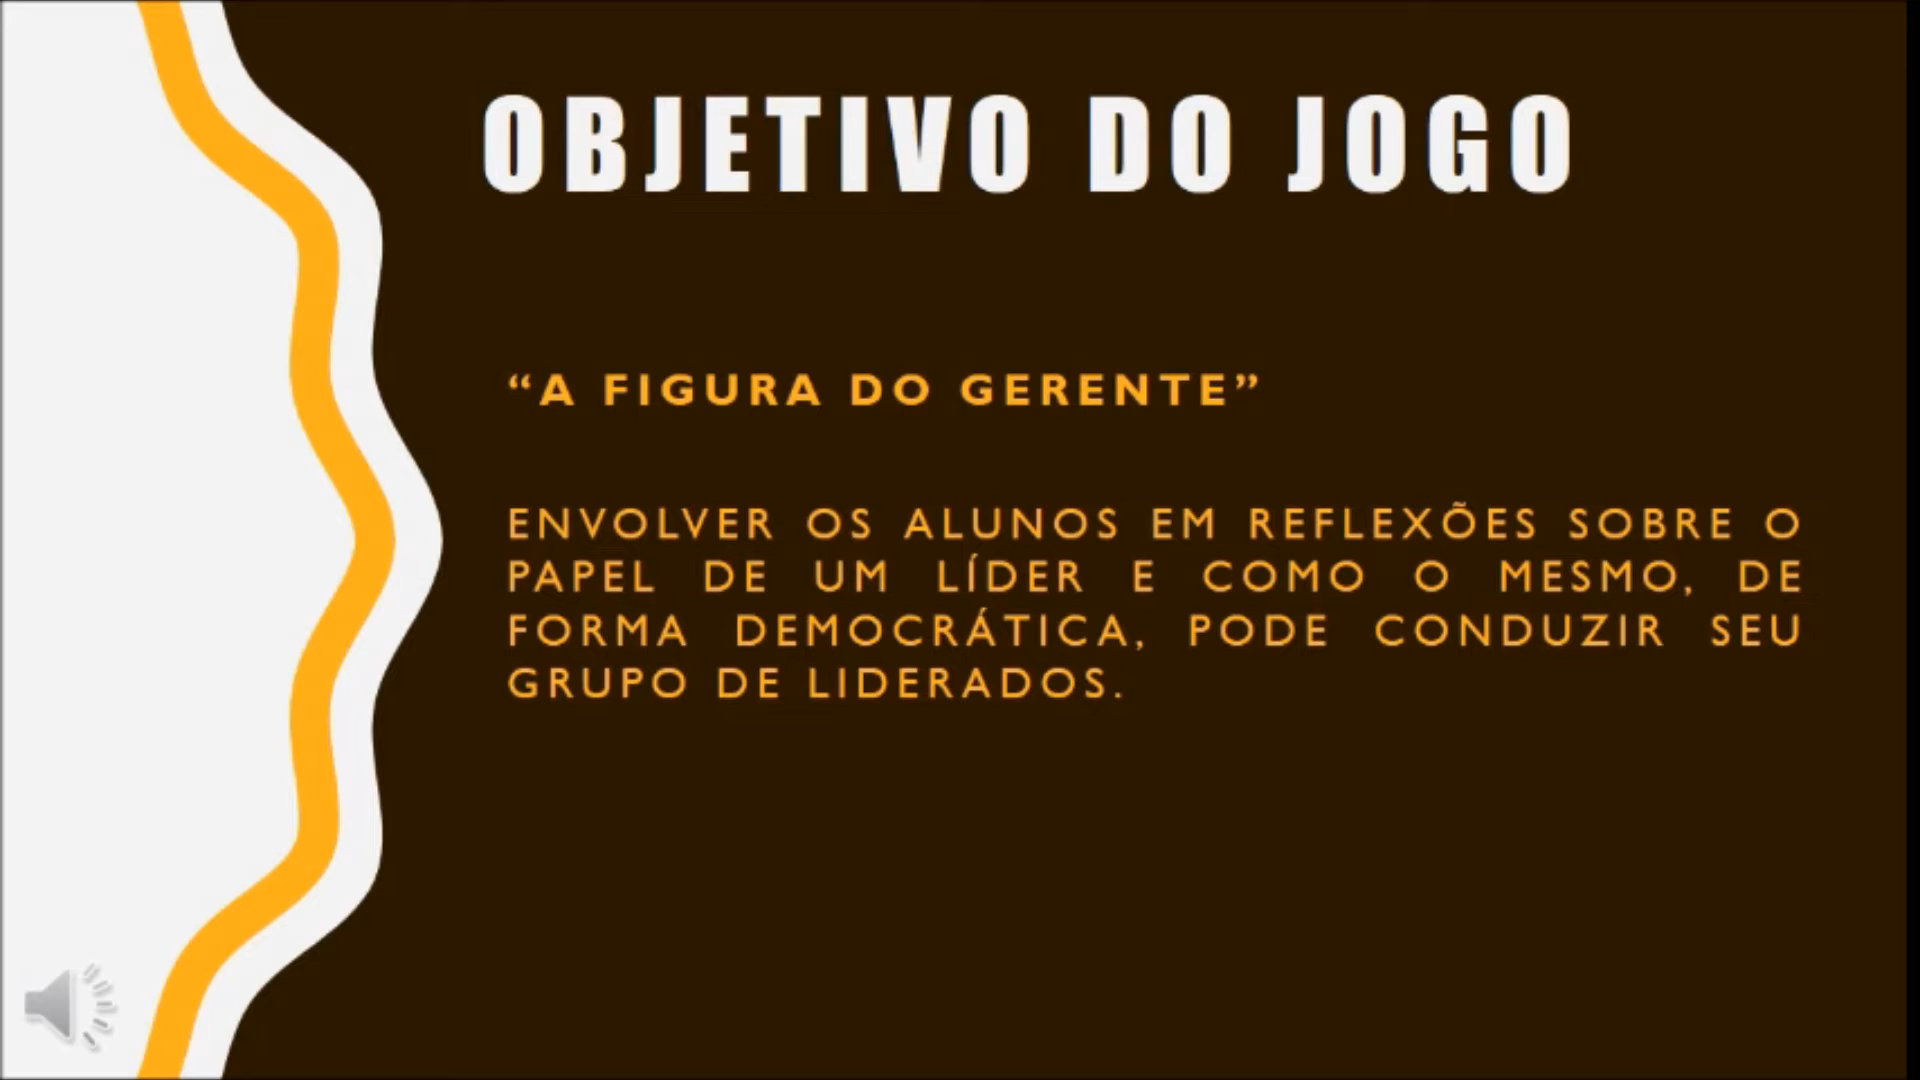 OBJETIVO DO JOGO
“A FIGURA DO GERENTE”
ENVOLVER OS ALUNOS EM REFLEXÕES SOBRE O
PAPEL DE UM LÍDER E COMO O MESMO, DE
FORMA DEMOCRÁTICA, PODE CONDUZIR SEU
GRUPO DE LIDERADOS.